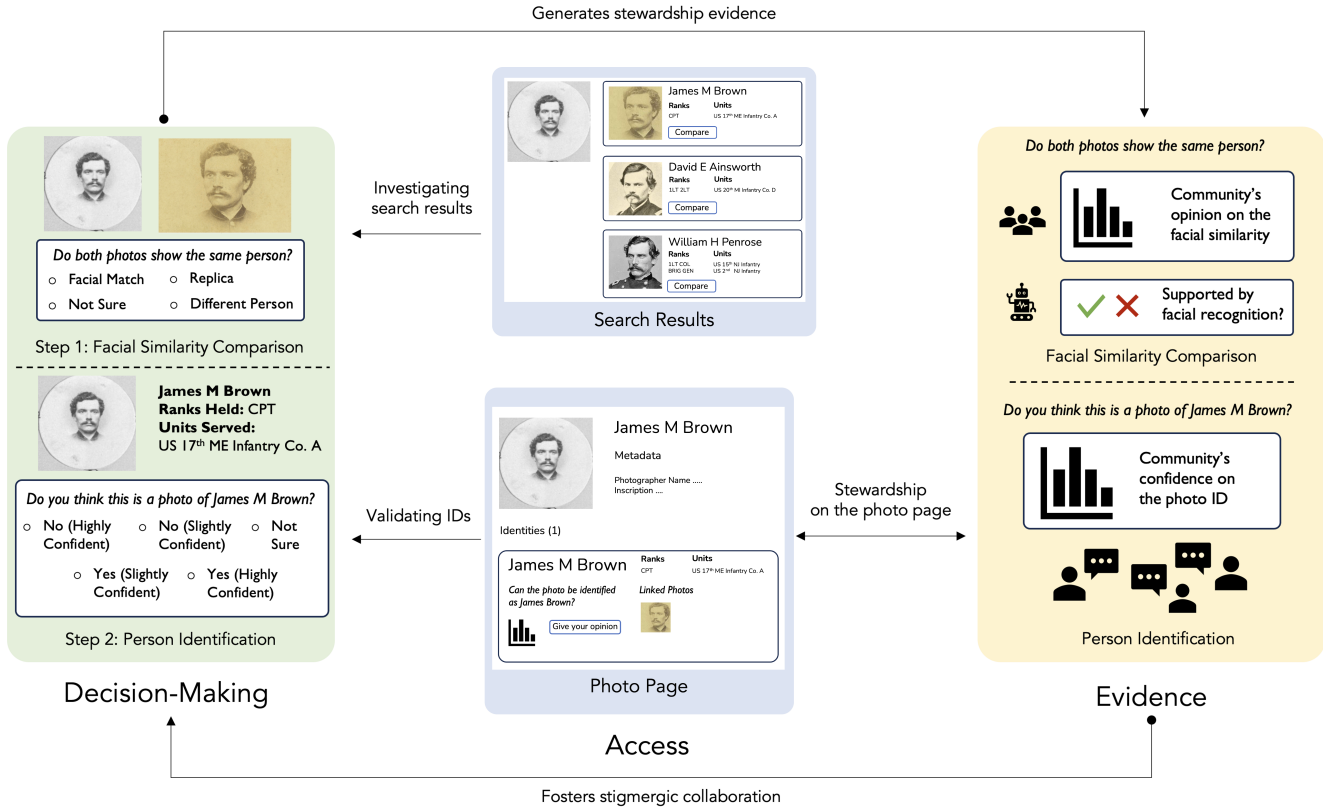 Generates stewardship evidence
Do both photos show the same person?
Facial Match
Replica
Not Sure
Different Person
Step 1: Facial Similarity Comparison
James M Brown
Ranks Held: CPT
Units Served:
US 17th ME Infantry Co. A
Do you think this is a photo of James M Brown?
No (Highly
Confident)
No (Slightly
Confident)
Not
Sure
Yes (Slightly
Confident)
Yes (Highly
Confident)
Step 2: Person Identification
Decision-Making
Investigating
search results
Validating IDs
James M Brown
Ranks Units
CPT US 17th ME Infantry Co. A
Compare
David E Ainsworth
Ranks Units
1LT 2LT US 20th MI Infantry Co. D
Compare
William H Penrose
Ranks Units
1LT COL US 15th NJ Infantry
BRIG GEN US 2nd NJ Infantry
Compare
Search Results
James M Brown
Metadata
Photographer Name .....
Inscription ....
Identities (1)
James M Brown
Ranks Units
CPT US 17th ME Infantry Co. A
Can the photo be identified
as James Brown?
Linked Photos
Give your opinion
Photo Page
Access
Stewardship
on the photo page
Do both photos show the same person?
Community's
opinion on the
facial similarity
Supported by
facial recognition?
Facial Similarity Comparison
Do you think this is a photo of James M Brown?
Community's
confidence on
the photo ID
Person Identification
Evidence
Fosters stigmergic collaboration